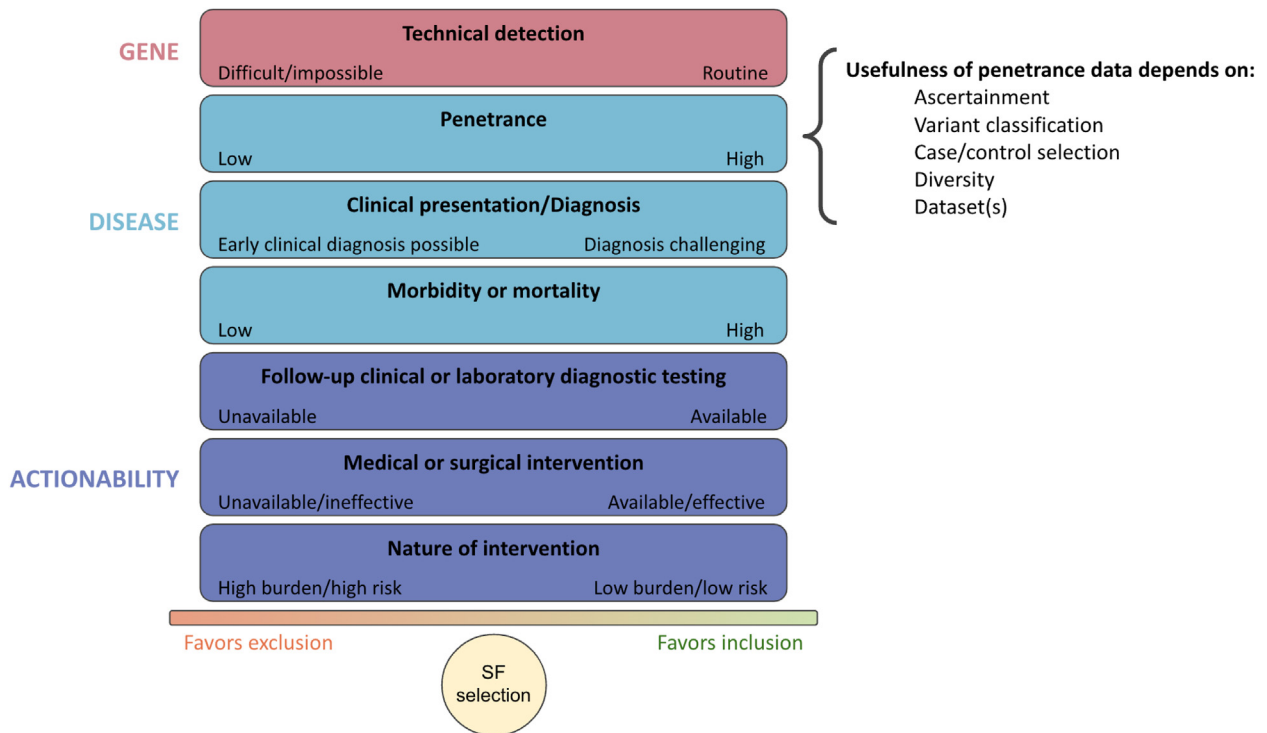 GENE
Technical detection
Difficult/impossible
Routine
Penetrance
Low
High
Usefulness of penetrance data depends on:
Ascertainment
Variant classification
Case/control selection
Diversity
Dataset(s)
DISEASE
Clinical presentation/Diagnosis
Early clinical diagnosis possible
Diagnosis challenging
Morbidity or mortality
Low
High
Follow-up clinical or laboratory diagnostic testing
Unavailable
Available
ACTIONABILITY
Medical or surgical intervention
Unavailable/ineffective
Available/effective
Nature of intervention
High burden/high risk
Low burden/low risk
Favors exclusion
Favors inclusion
SF
selection